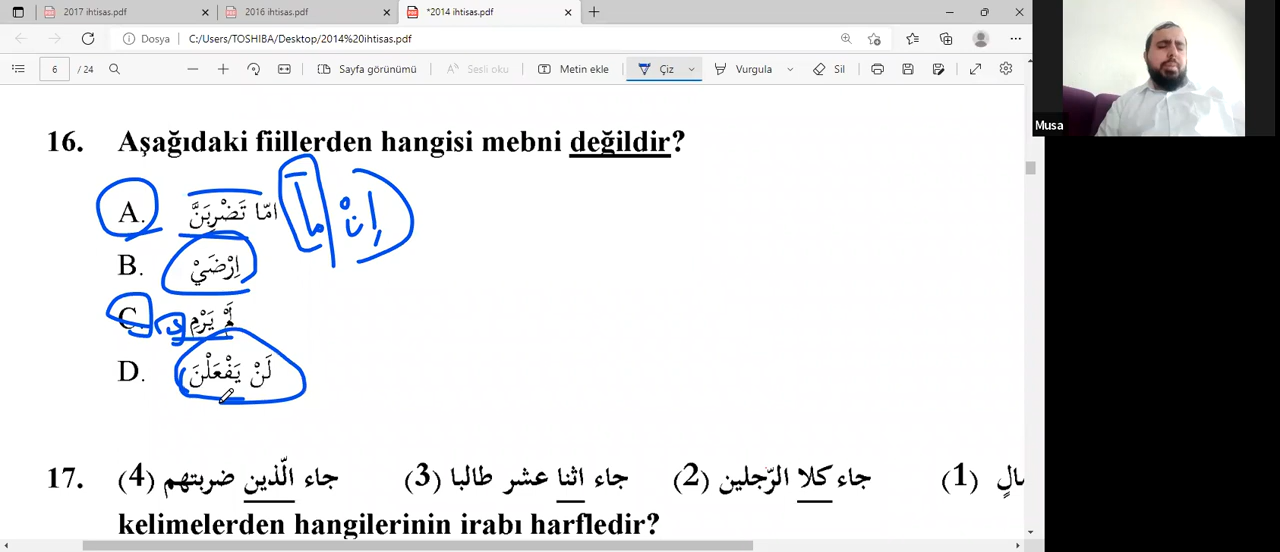 2017 ihtisas.pdf
2016 ihtisas.pdf
*2014 ihtisas.pdf
Dosya C:/Users/TOSHIBA/Desktop/2014%20ihtisas.pdf
6 / 24 Sayfa görünümü Sesli oku Metin ekle Çiz Vurgula Sil
Musa
16. Aşağıdaki fiillerden hangisi mebni değildir?
A. امّا تَضْرِبَنَّ
اِنْ مَا
B. اِرْضَيْ
C. لَمْ يَرْمِ ي
D. لَنْ يَفْعَلْنَ
17. (4) جاء الّذين ضربتهم (3) جاء اثنا عشر طالبا (2) جاء كلا الرّجلين (1)
kelimelerden hangilerinin irabı harfledir?